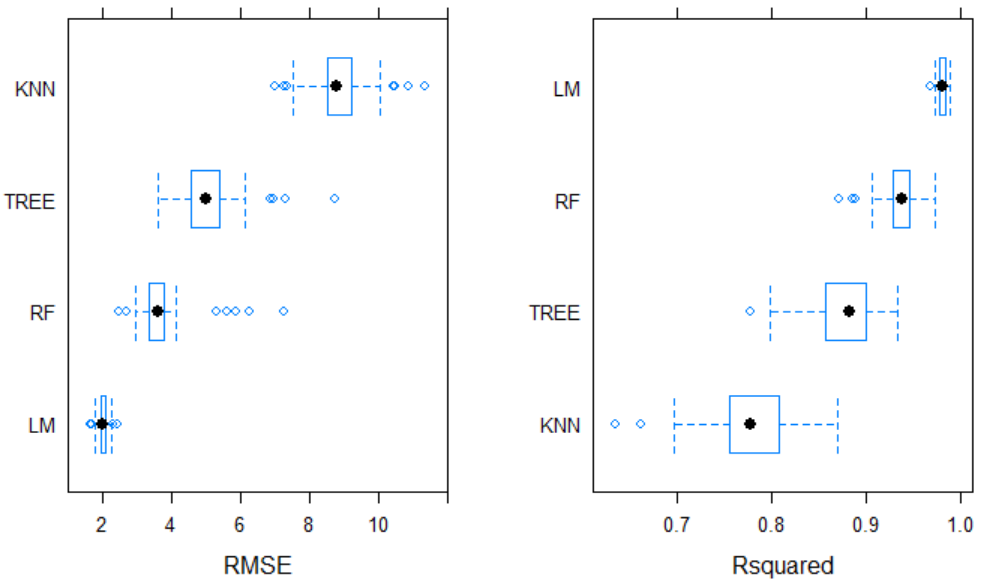 KNN
TREE
RF
LM
2 4 6 8 10
RMSE
LM
RF
TREE
KNN
0.7 0.8 0.9 1.0
Rsquared